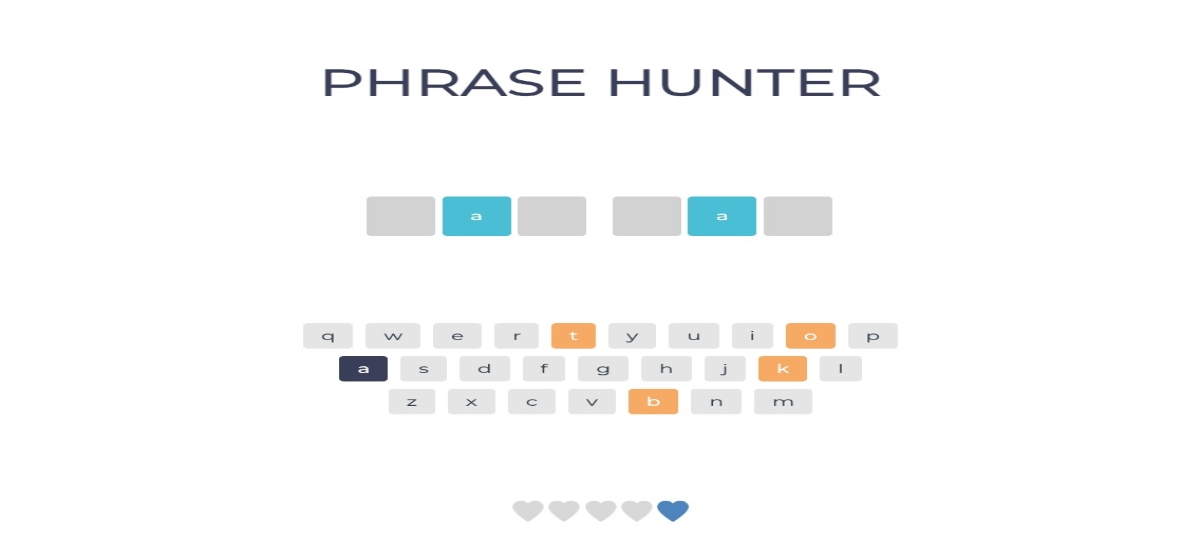 PHRASE HUNTER
a a
q w e r t y u i o p
a s d f g h j k l
z x c v b n m